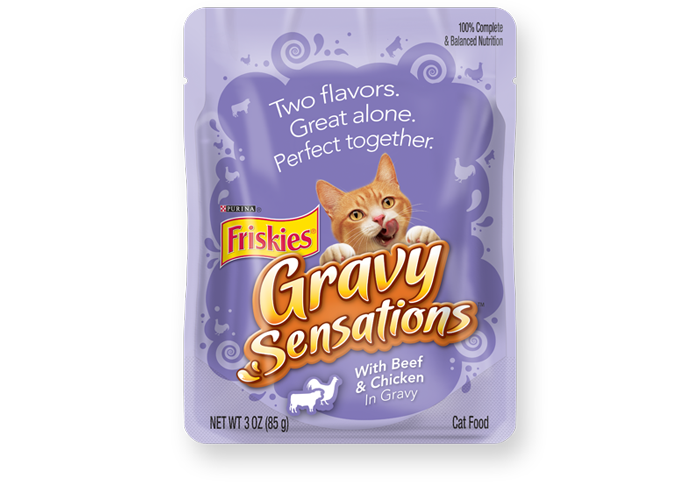 100% Complete
& Balanced Nutrition
Two flavors.
Great alone.
Perfect together.
PURINA
Friskies®
Gravy
Sensations
With Beef
& Chicken
In Gravy
NET WT 3 OZ (85 g)
Cat Food